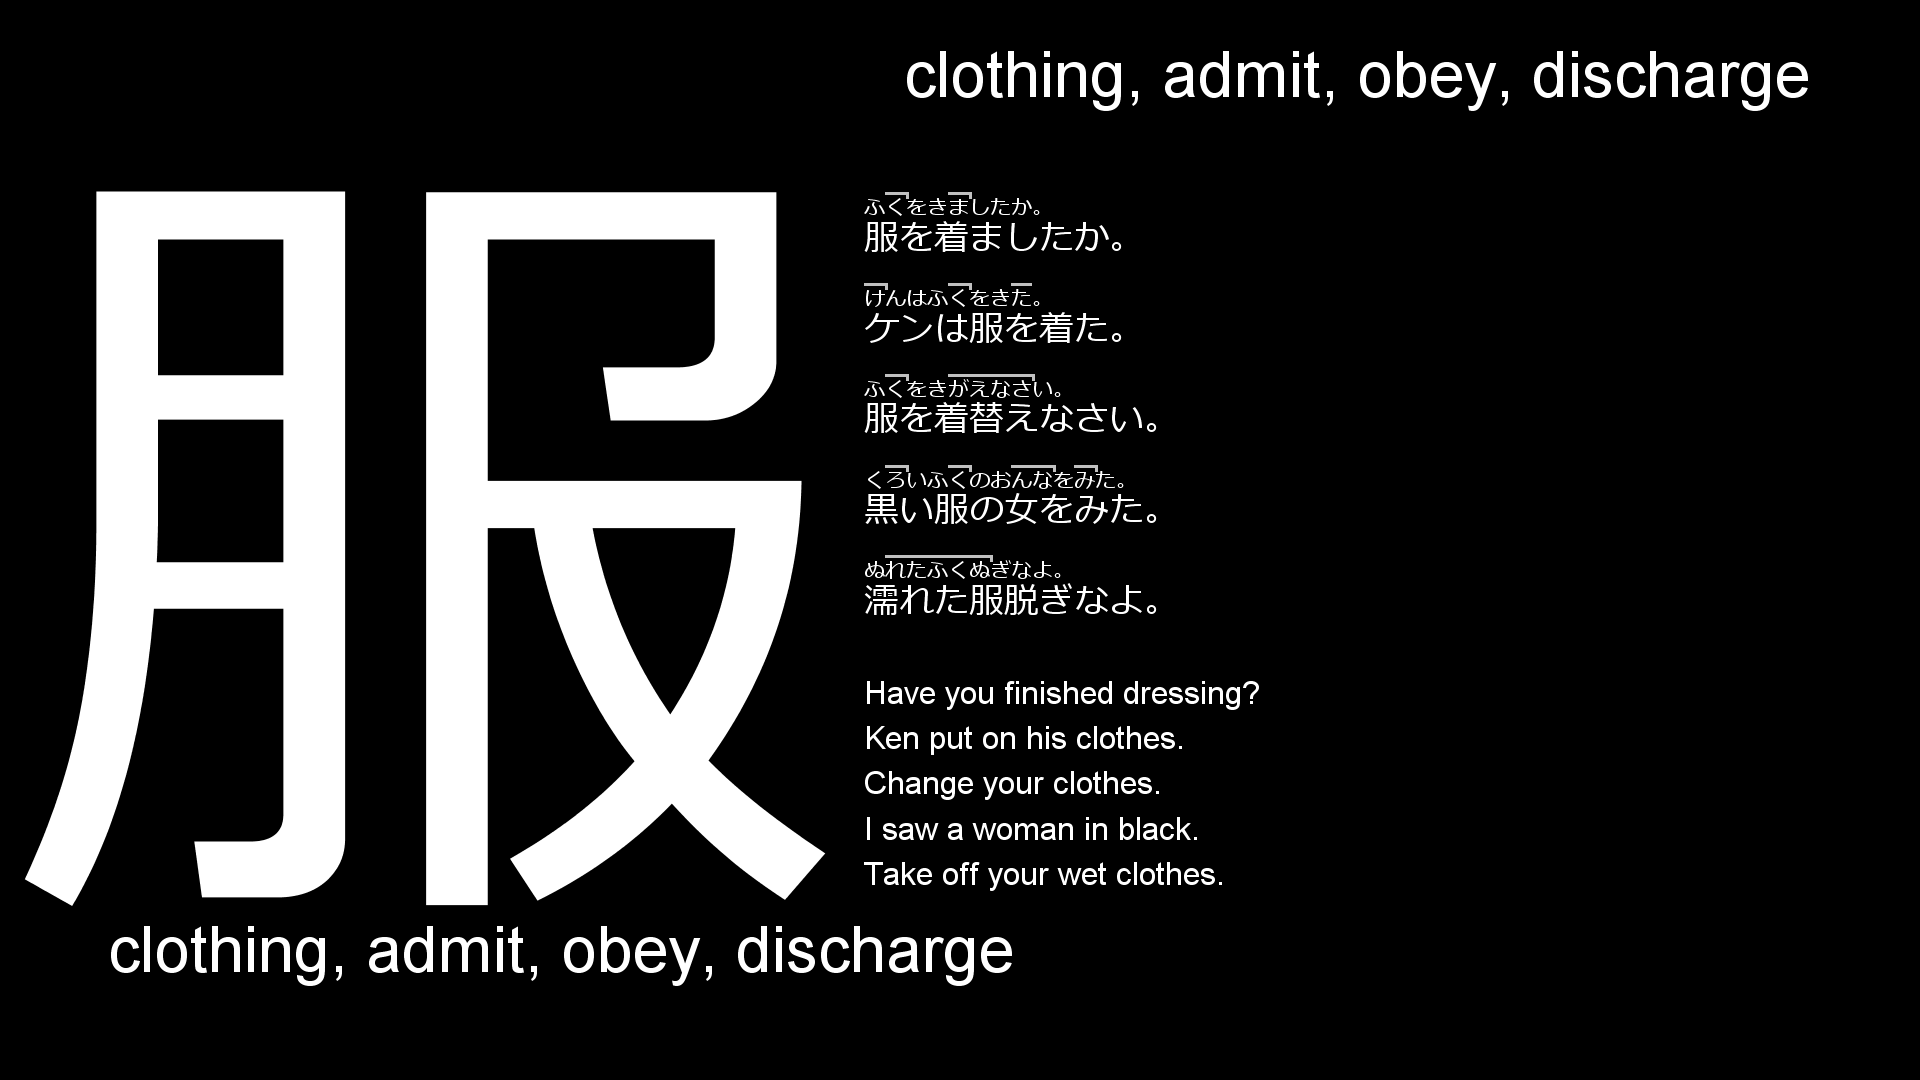 clothing, admit, obey, discharge
服
ふくをきましたか。
服を着ましたか。
けんはふくをきた。
ケンは服を着た。
ふくをきがえなさい。
服を着替えなさい。
くろいふくのおんなをみた。
黒い服の女をみた。
ぬれたふくぬぎなよ。
濡れた服脱ぎなよ。
Have you finished dressing?
Ken put on his clothes.
Change your clothes.
I saw a woman in black.
Take off your wet clothes.
clothing, admit, obey, discharge